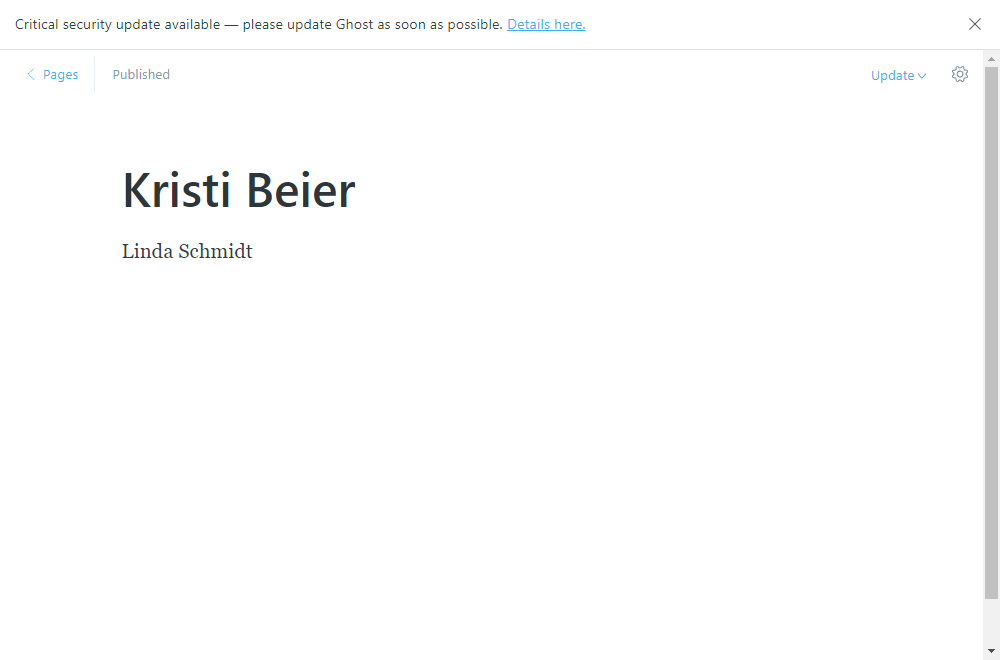 Critical security update available — please update Ghost as soon as possible. Details here.
Pages
Published
Update
Kristi Beier
Linda Schmidt